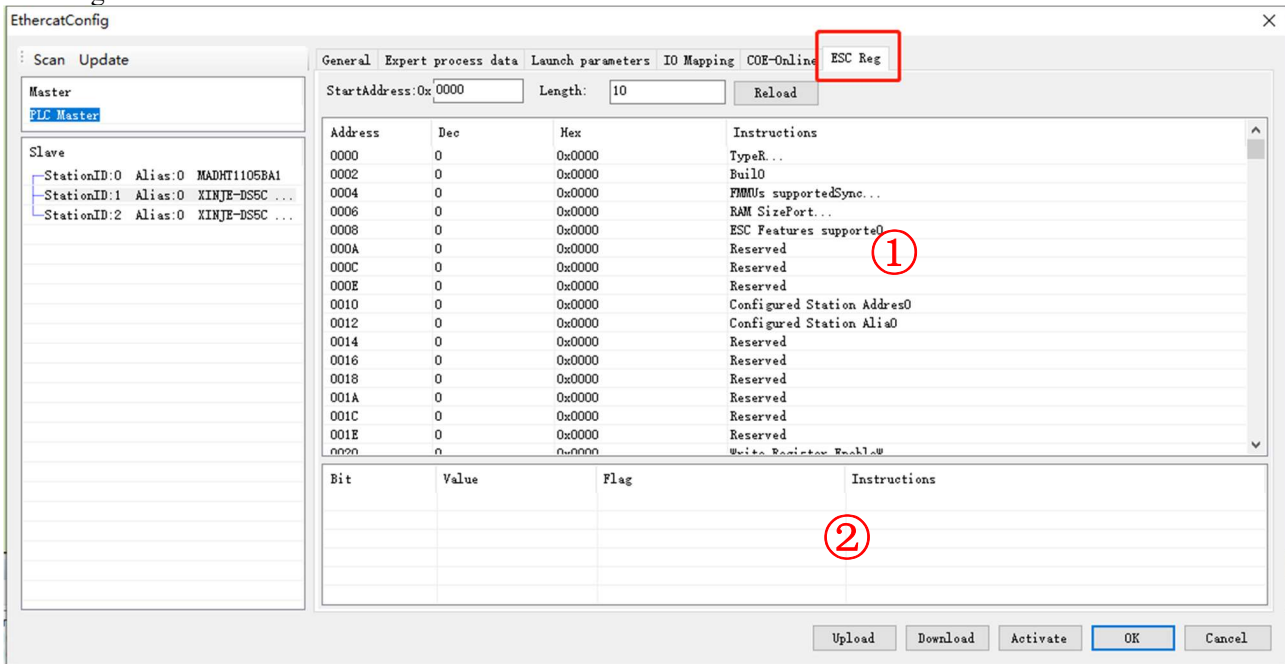 EthercatConfig
Scan Update
General Expert process data Launch parameters IO Mapping COE-Online ESC Reg
Master
PLC Master
StartAddress:0x 0000 Length: 10 Reload
Slave
StationID:0 Alias:0 MADHT1105BA1
StationID:1 Alias:0 XINJE-DS5C ...
StationID:2 Alias:0 XINJE-DS5C ...
Address Dec Hex Instructions
0000 0 0x0000 TypeR...
0002 0 0x0000 Buil0
0004 0 0x0000 FMMUs supportedSync...
0006 0 0x0000 RAM SizePort...
0008 0 0x0000 ESC Features supporte0
000A 0 0x0000 Reserved
000C 0 0x0000 Reserved
000E 0 0x0000 Reserved
0010 0 0x0000 Configured Station Addres0
0012 0 0x0000 Configured Station Alia0
0014 0 0x0000 Reserved
0016 0 0x0000 Reserved
0018 0 0x0000 Reserved
001A 0 0x0000 Reserved
001C 0 0x0000 Reserved
001E 0 0x0000 Reserved
0020 0 0x0000 Write Register EnableW
①
Bit Value Flag Instructions
②
Upload Download Activate OK Cancel